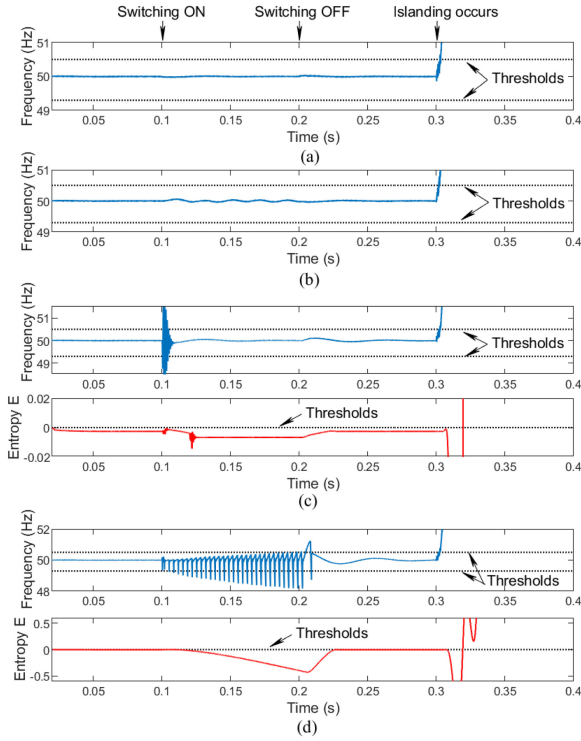 Switching ON Switching OFF Islanding occurs
51
50
49
Frequency (Hz)
Thresholds
0.05 0.1 0.15 0.2 0.25 0.3 0.35 0.4
Time (s)
(a)
51
50
49
Frequency (Hz)
Thresholds
0.05 0.1 0.15 0.2 0.25 0.3 0.35 0.4
Time (s)
(b)
51
50
49
Frequency (Hz)
Thresholds
0.05 0.1 0.15 0.2 0.25 0.3 0.35 0.4
0.02
0
-0.02
Entropy E
Thresholds
0.05 0.1 0.15 0.2 0.25 0.3 0.35 0.4
Time (s)
(c)
52
50
48
Frequency (Hz)
Thresholds
0.05 0.1 0.15 0.2 0.25 0.3 0.35 0.4
0.5
0
-0.5
Entropy E
Thresholds
0.05 0.1 0.15 0.2 0.25 0.3 0.35 0.4
Time (s)
(d)